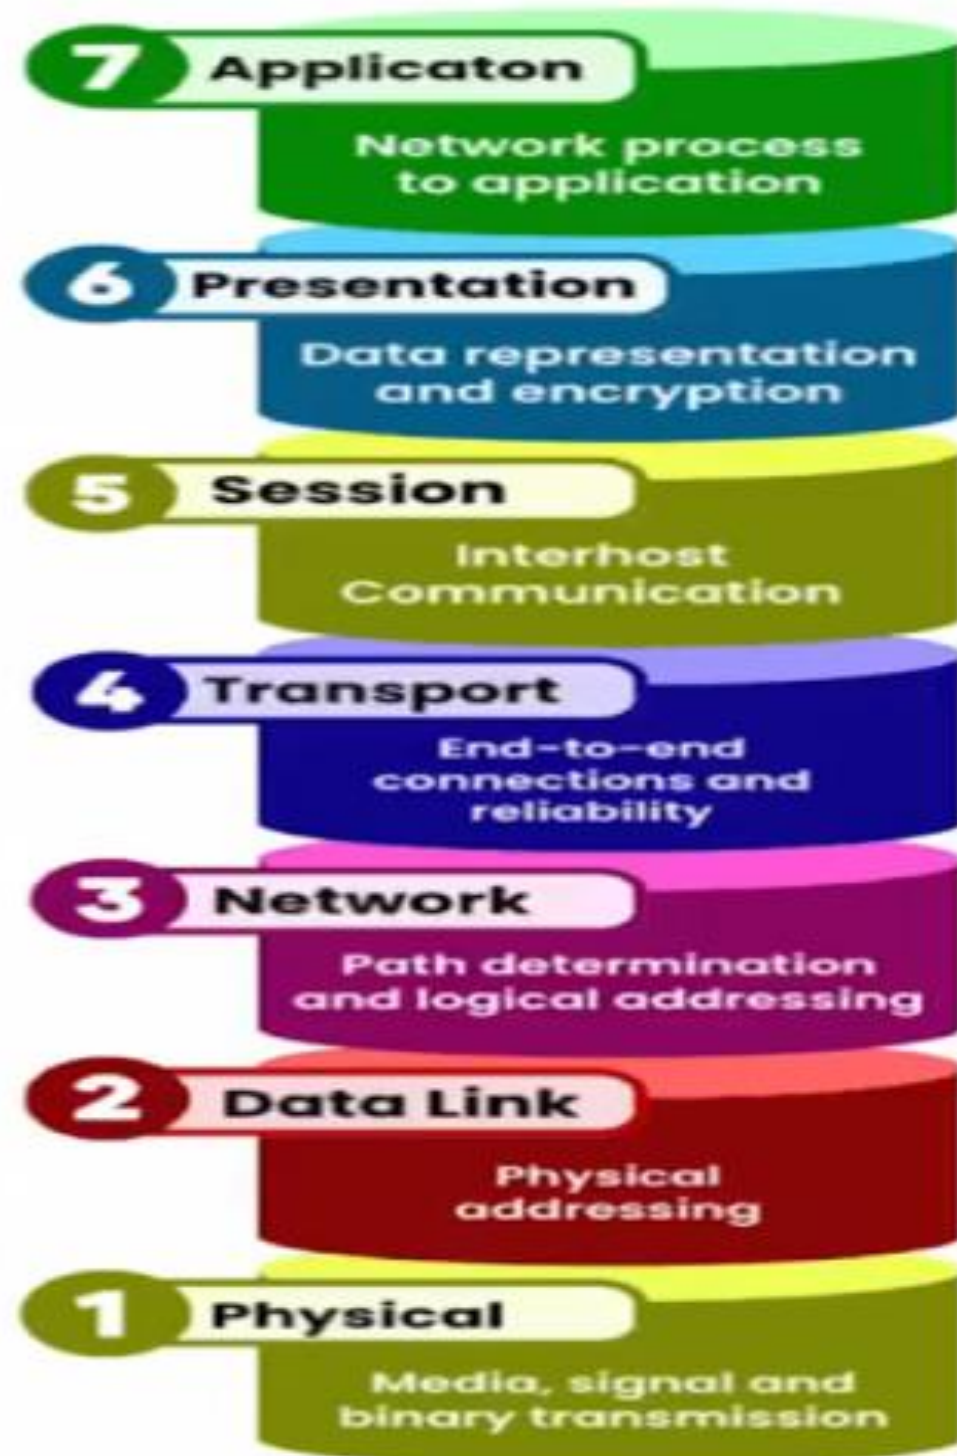 7 Applicaton
Network process
to application
6 Presentation
Data representation
and encryption
5 Session
Interhost
Communication
4 Transport
End-to-end
connections and
reliability
3 Network
Path determination
and logical addressing
2 Data Link
Physical
addressing
1 Physical
Media, signal and
binary transmission